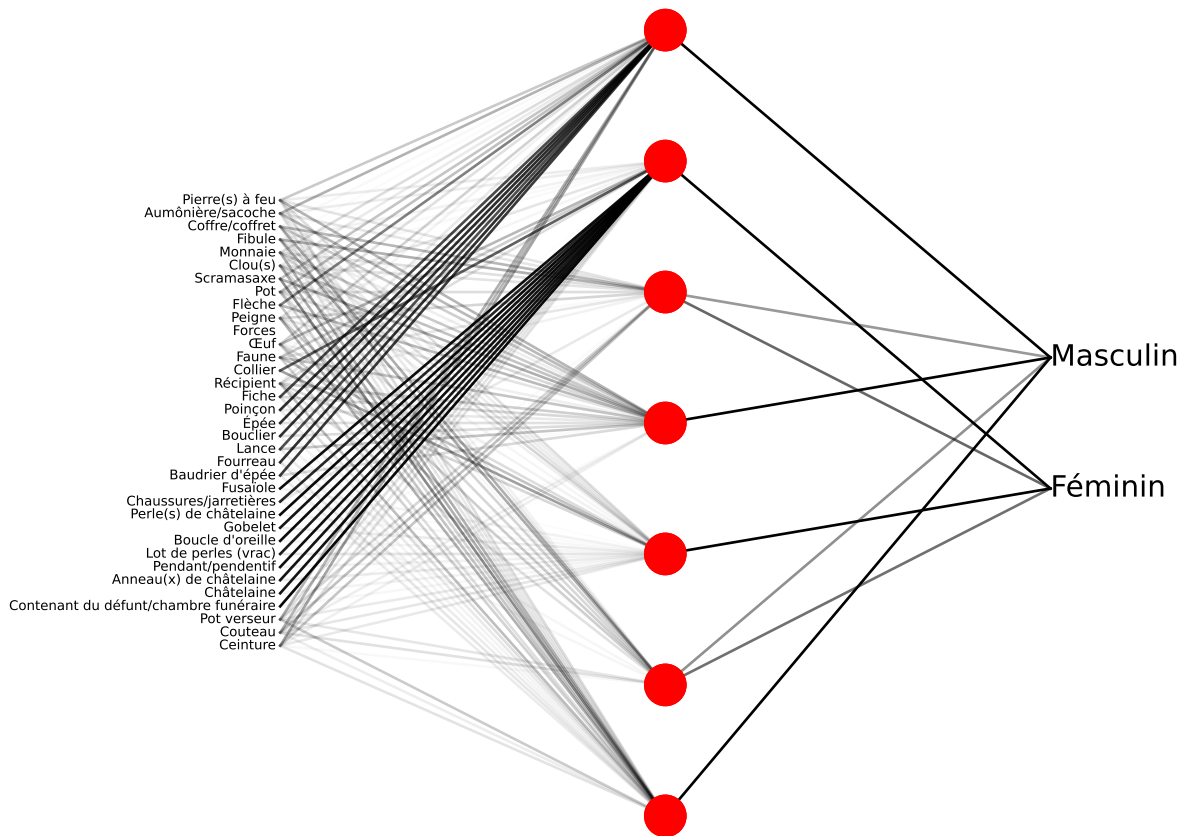 Pierre(s) à feu
Aumônière/sacoche
Coffre/coffret
Fibule
Monnaie
Clou(s)
Scramasaxe
Pot
Flèche
Peigne
Forces
Œuf
Faune
Collier
Récipient
Fiche
Poinçon
Épée
Bouclier
Lance
Fourreau
Baudrier d'épée
Fusaïole
Chaussures/jarretières
Perle(s) de châtelaine
Gobelet
Boucle d'oreille
Lot de perles (vrac)
Pendant/pendentif
Anneau(x) de châtelaine
Châtelaine
Contenant du défunt/chambre funéraire
Pot verseur
Couteau
Ceinture
Masculin
Féminin